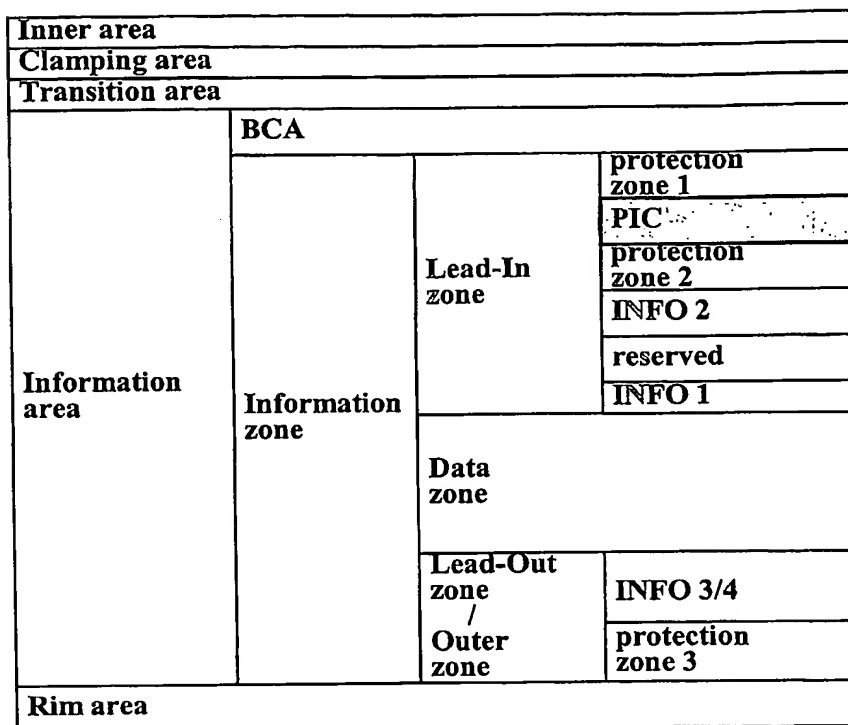 Inner area
Clamping area
Transition area
BCA
protection
zone 1
PIC
Lead-In
zone
protection
zone 2
INFO 2
reserved
INFO 1
Information
area
Information
zone
Data
zone
Lead-Out
zone
/
Outer
zone
INFO 3/4
protection
zone 3
Rim area